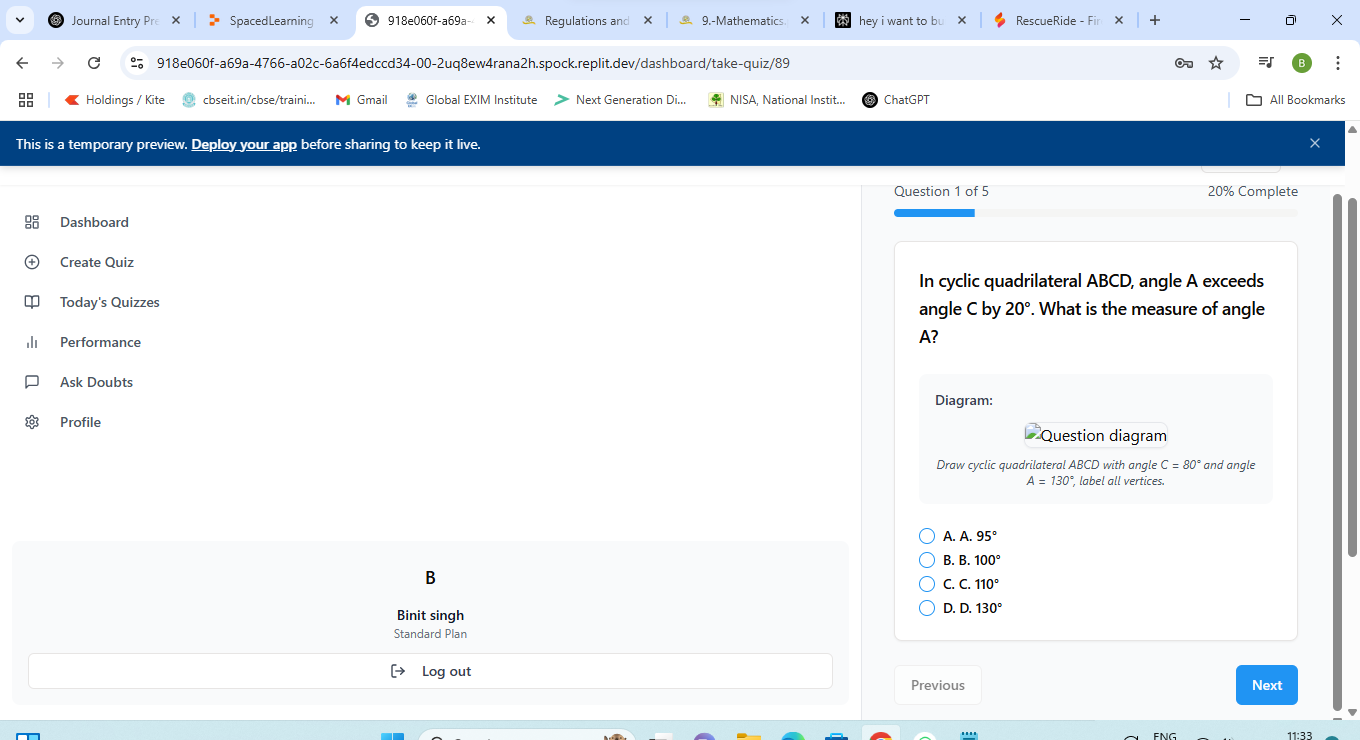 Journal Entry Pre
SpacedLearning
918e060f-a69a-
Regulations and
9.-Mathematics.
hey i want to bu
RescueRide - Fin
918e060f-a69a-4766-a02c-6a6f4edccd34-00-2uq8ew4rana2h.spock.replit.dev/dashboard/take-quiz/89
B
Holdings / Kite
cbseit.in/cbse/traini...
Gmail
Global EXIM Institute
Next Generation Di...
NISA, National Instit...
ChatGPT
All Bookmarks
This is a temporary preview. Deploy your app before sharing to keep it live.
Dashboard
Create Quiz
Today's Quizzes
Performance
Ask Doubts
Profile
B
Binit singh
Standard Plan
Log out
Question 1 of 5
20% Complete
In cyclic quadrilateral ABCD, angle A exceeds
angle C by 20°. What is the measure of angle
A?
Diagram:
Question diagram
Draw cyclic quadrilateral ABCD with angle C = 80° and angle
A = 130°, label all vertices.
A. A. 95°
B. B. 100°
C. C. 110°
D. D. 130°
Previous
Next
ENG
11:33